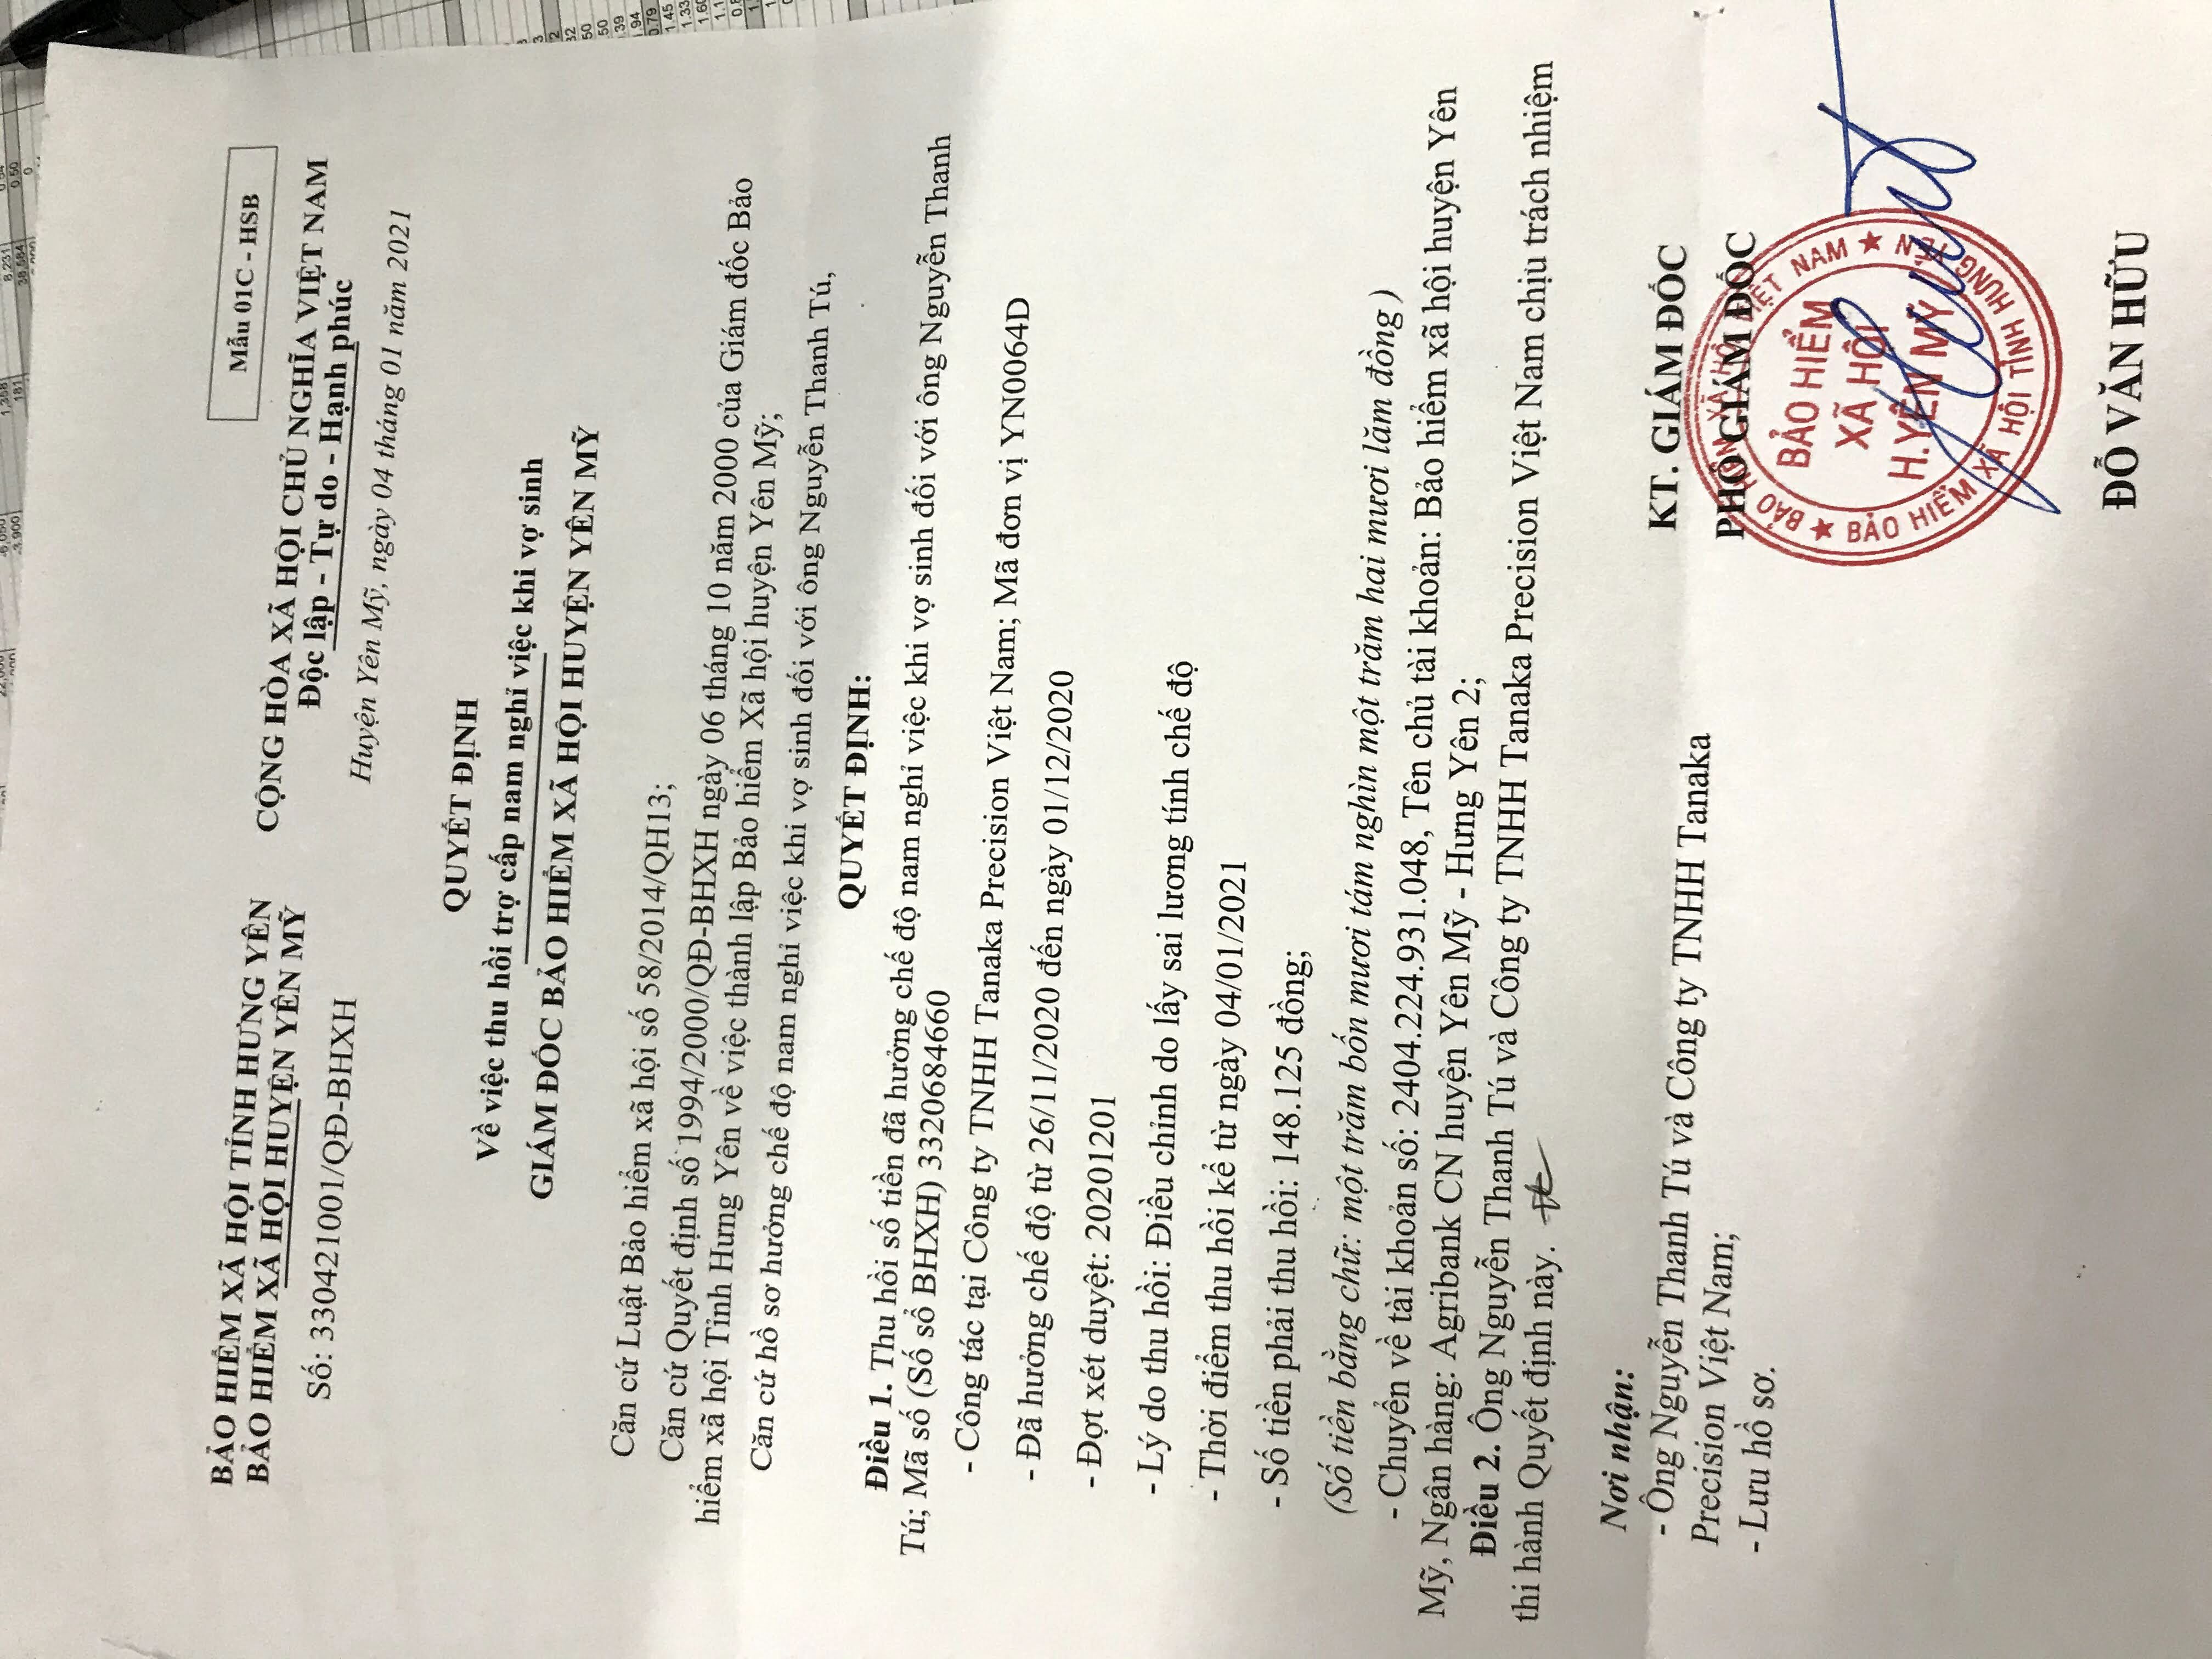 Mẫu 01C - HSB
BẢO HIỂM XÃ HỘI TỈNH HƯNG YÊN
BẢO HIỂM XÃ HỘI HUYỆN YÊN MỸ
Số: 330421001/QĐ-BHXH
CỘNG HÒA XÃ HỘI CHỦ NGHĨA VIỆT NAM
Độc lập - Tự do - Hạnh phúc
Huyện Yên Mỹ, ngày 04 tháng 01 năm 2021
QUYẾT ĐỊNH
Về việc thu hồi trợ cấp nam nghỉ việc khi vợ sinh
GIÁM ĐỐC BẢO HIỂM XÃ HỘI HUYỆN YÊN MỸ
Căn cứ Luật Bảo hiểm xã hội số 58/2014/QH13;
Căn cứ Quyết định số 1994/2000/QĐ-BHXH ngày 06 tháng 10 năm 2000 của Giám đốc Bảo
hiểm xã hội Tỉnh Hưng Yên về việc thành lập Bảo hiểm Xã hội huyện Yên Mỹ;
Căn cứ hồ sơ hưởng chế độ nam nghỉ việc khi vợ sinh đối với ông Nguyễn Thanh Tú,
QUYẾT ĐỊNH:
Điều 1. Thu hồi số tiền đã hưởng chế độ nam nghỉ việc khi vợ sinh đối với ông Nguyễn Thanh
Tú; Mã số (Số sổ BHXH) 3320684660
- Công tác tại Công ty TNHH Tanaka Precision Việt Nam; Mã đơn vị YN0064D
- Đã hưởng chế độ từ 26/11/2020 đến ngày 01/12/2020
- Đợt xét duyệt: 20201201
- Lý do thu hồi: Điều chỉnh do lấy sai lương tính chế độ
- Thời điểm thu hồi kể từ ngày 04/01/2021
- Số tiền phải thu hồi: 148.125 đồng;
(Số tiền bằng chữ: một trăm bốn mươi tám nghìn một trăm hai mươi lăm đồng )
- Chuyển về tài khoản số: 2404.224.931.048, Tên chủ tài khoản: Bảo hiểm xã hội huyện Yên
Mỹ, Ngân hàng: Agribank CN huyện Yên Mỹ - Hưng Yên 2;
Điều 2. Ông Nguyễn Thanh Tú và Công ty TNHH Tanaka Precision Việt Nam chịu trách nhiệm
thi hành Quyết định này.
Nơi nhận:
- Ông Nguyễn Thanh Tú và Công ty TNHH Tanaka
Precision Việt Nam;
- Lưu hồ sơ.
KT. GIÁM ĐỐC
PHÓ GIÁM ĐỐC
BẢO HIỂM XÃ HỘI VIỆT NAM
BẢO HIỂM
XÃ HỘI
H.YÊN MỸ
BẢO HIỂM XÃ HỘI TỈNH HƯNG YÊN
ĐỖ VĂN HỮU